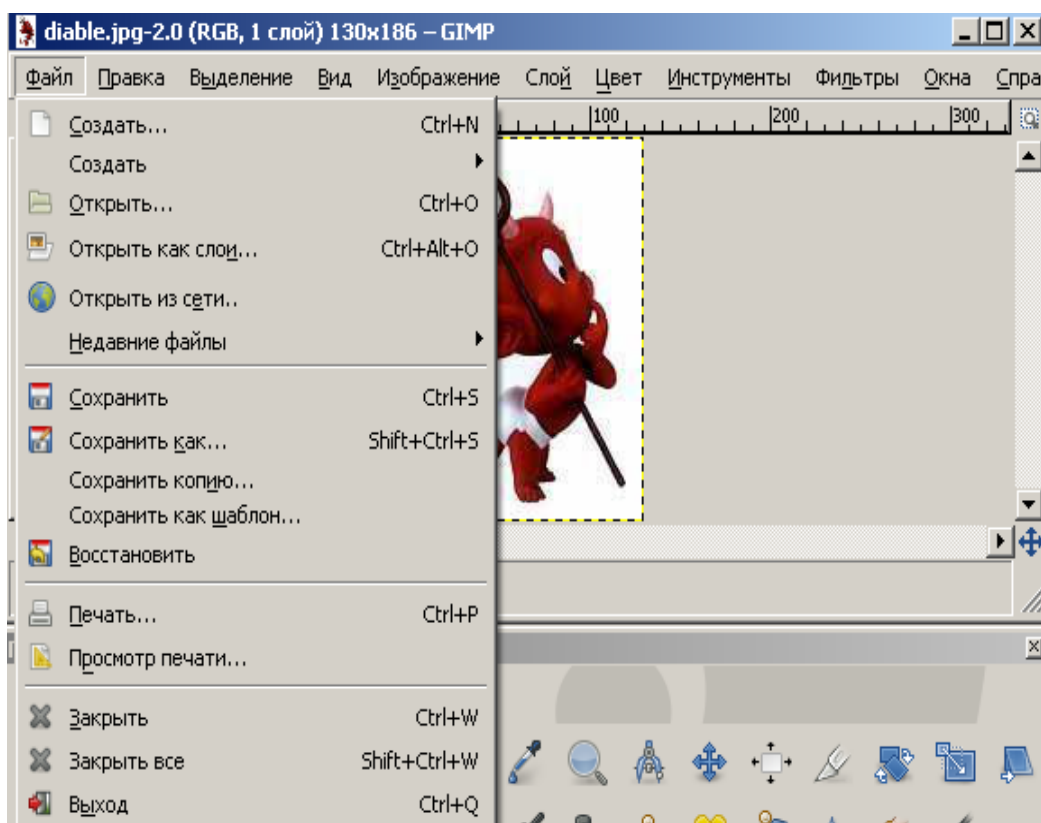 diable.jpg-2.0 (RGB, 1 слой) 130x186 – GIMP
Файл Правка Выделение Вид Изображение Слой Цвет Инструменты Фильтры Окна Спра
100 200 300
Создать... Ctrl+N
Создать
Открыть... Ctrl+O
Открыть как слои... Ctrl+Alt+O
Открыть из сети..
Недавние файлы
Сохранить Ctrl+S
Сохранить как... Shift+Ctrl+S
Сохранить копию...
Сохранить как шаблон...
Восстановить
Печать... Ctrl+P
Просмотр печати...
Закрыть Ctrl+W
Закрыть все Shift+Ctrl+W
Выход Ctrl+Q